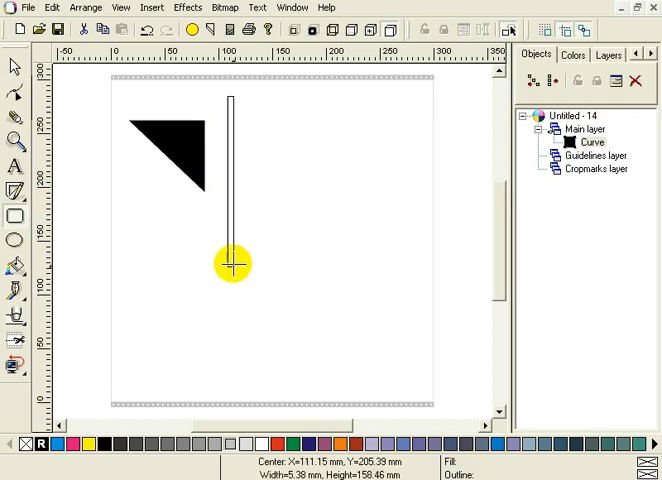 File Edit Arrange View Insert Effects Bitmap Text Window Help
-50 0 50 100 150 200 250 300 350
300
250
200
150
100
50
0
Objects Colors Layers
Untitled - 14
Main layer
Curve
Guidelines layer
Cropmarks layer
A
R
Center: X=111.15 mm, Y=205.39 mm
Width=5.38 mm, Height=158.46 mm
Fill:
Outline: